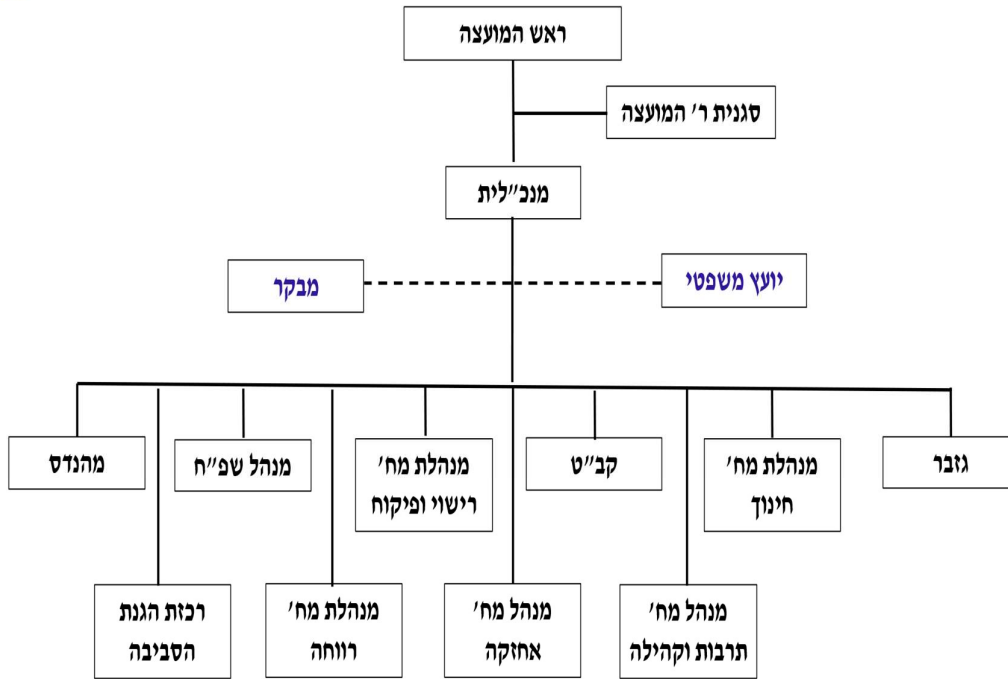 ראש המועצה
סגנית ר' המועצה
מנכ"לית
יועץ משפטי
מבקר
גזבר
מנהלת מח'
חינוך
קב"ט
מנהלת מח'
רישוי ופיקוח
מנהל שפ"ח
מהנדס
מנהל מח'
תרבות וקהילה
מנהל מח'
אחזקה
מנהלת מח'
רווחה
רכזת הגנת
הסביבה